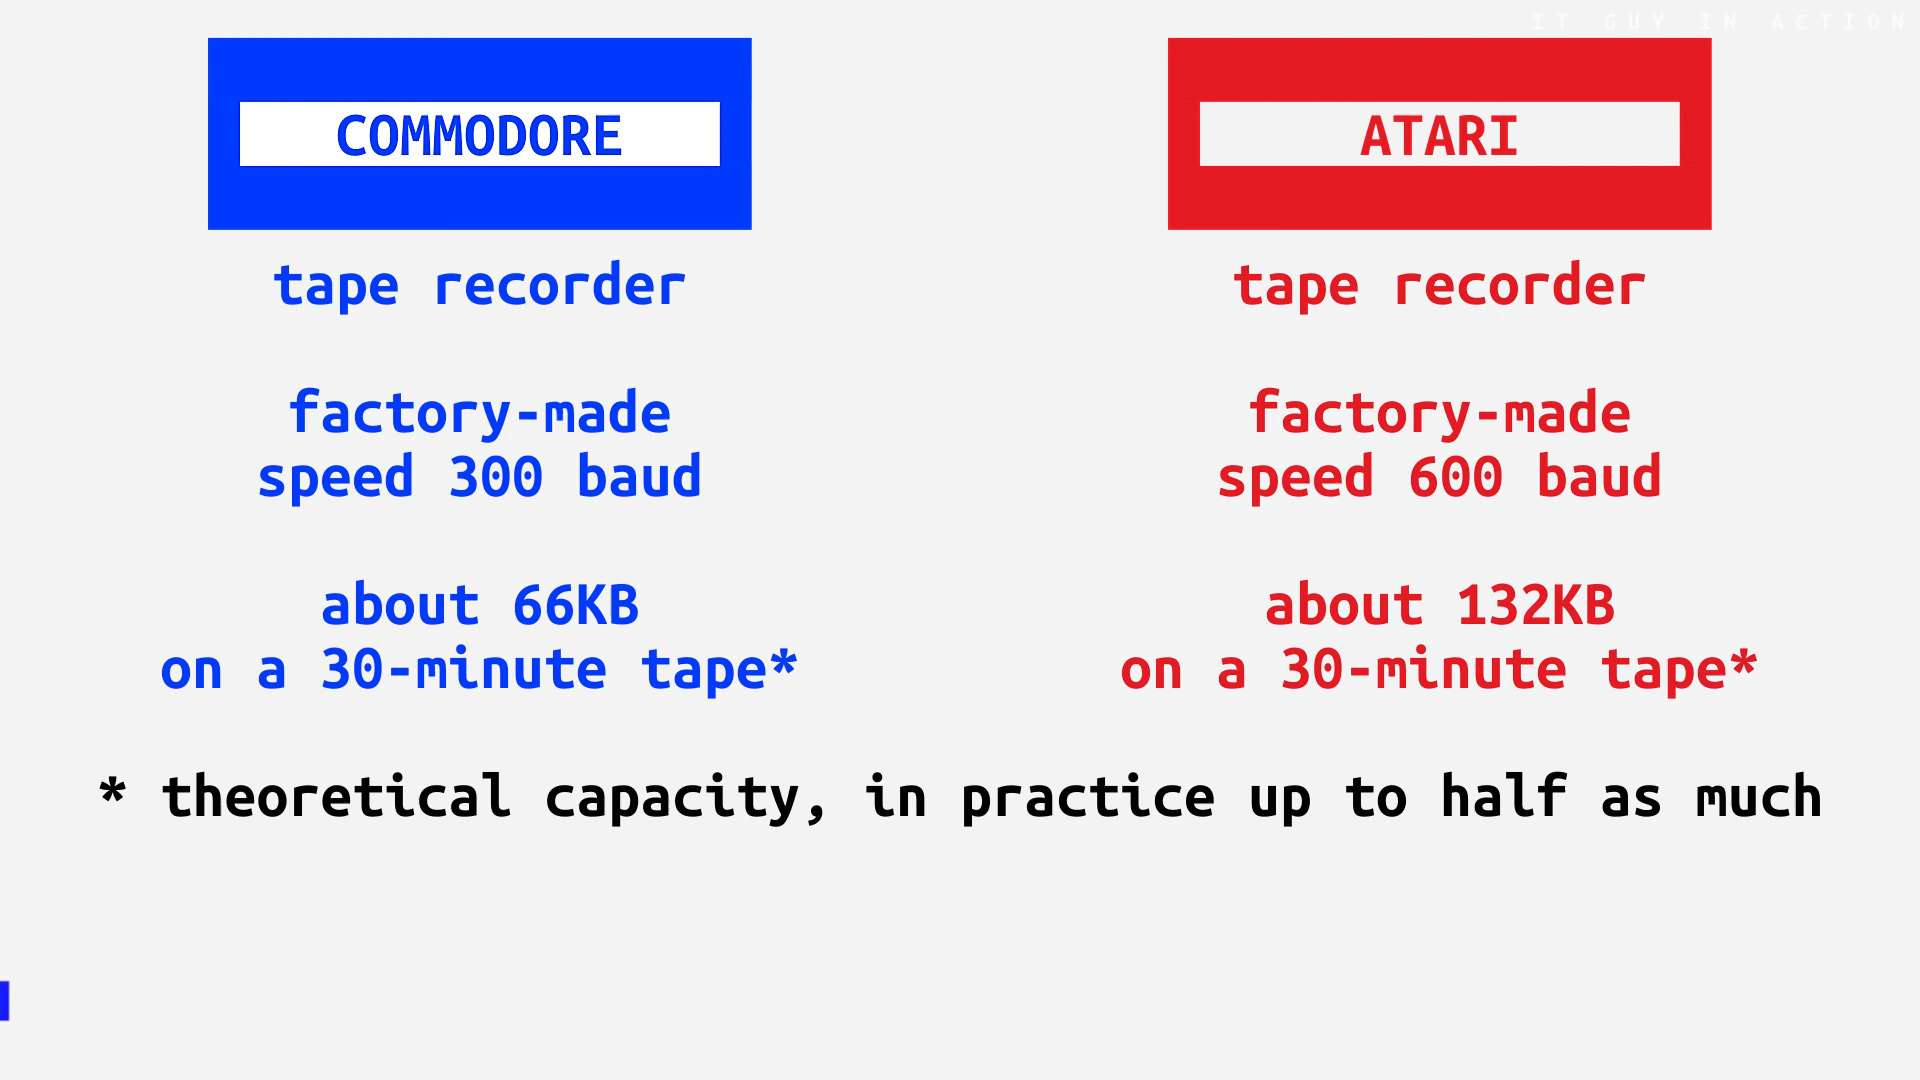 IT GUY IN ACTION
COMMODORE
tape recorder
factory-made
speed 300 baud
about 66KB
on a 30-minute tape*
ATARI
tape recorder
factory-made
speed 600 baud
about 132KB
on a 30-minute tape*
* theoretical capacity, in practice up to half as much